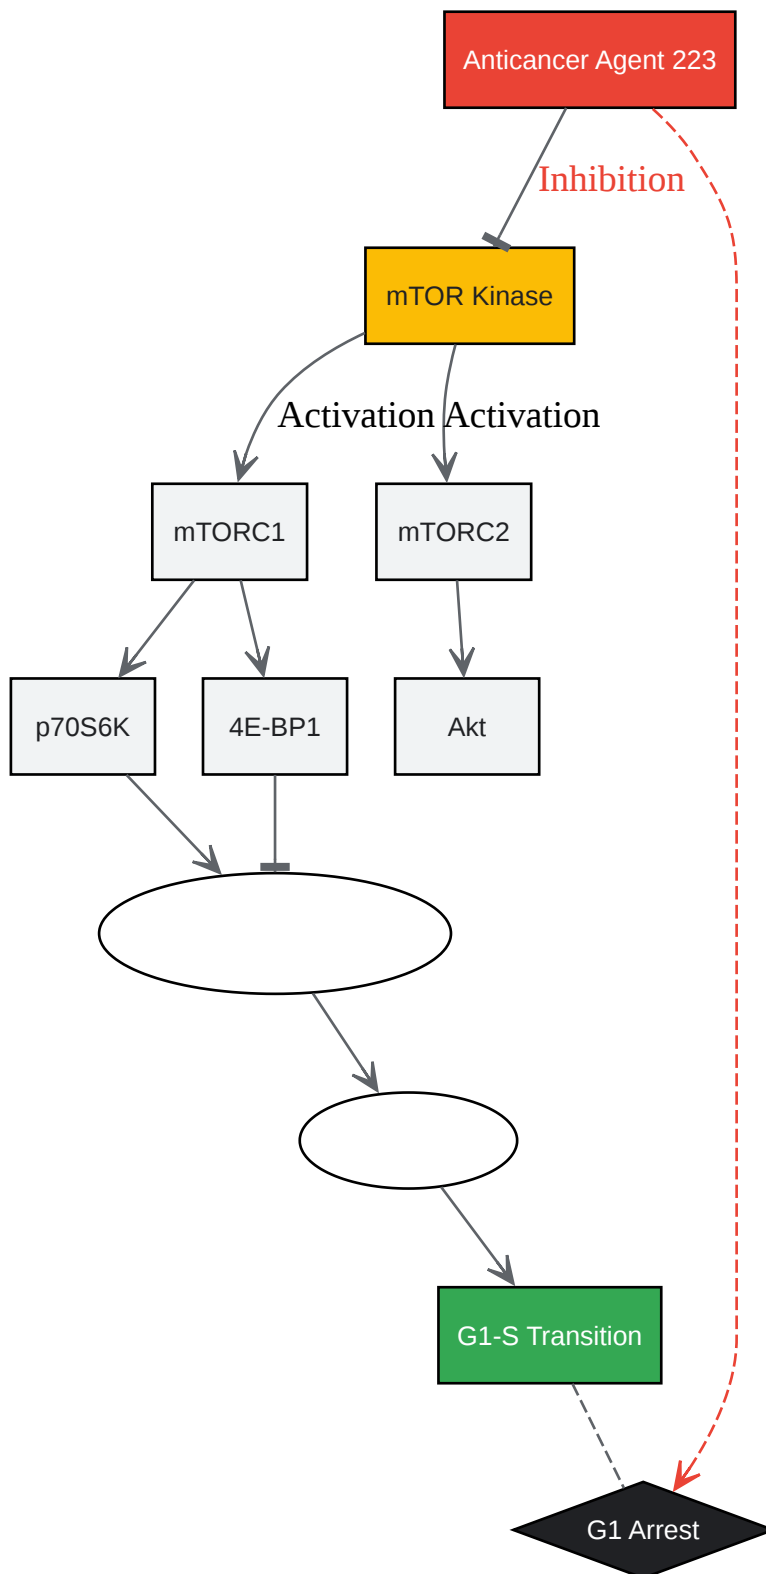 Anticancer Agent 223
Inhibition
mTOR Kinase
Activation Activation
mTORC1
mTORC2
p70S6K
4E-BP1
Akt
G1-S Transition
G1 Arrest